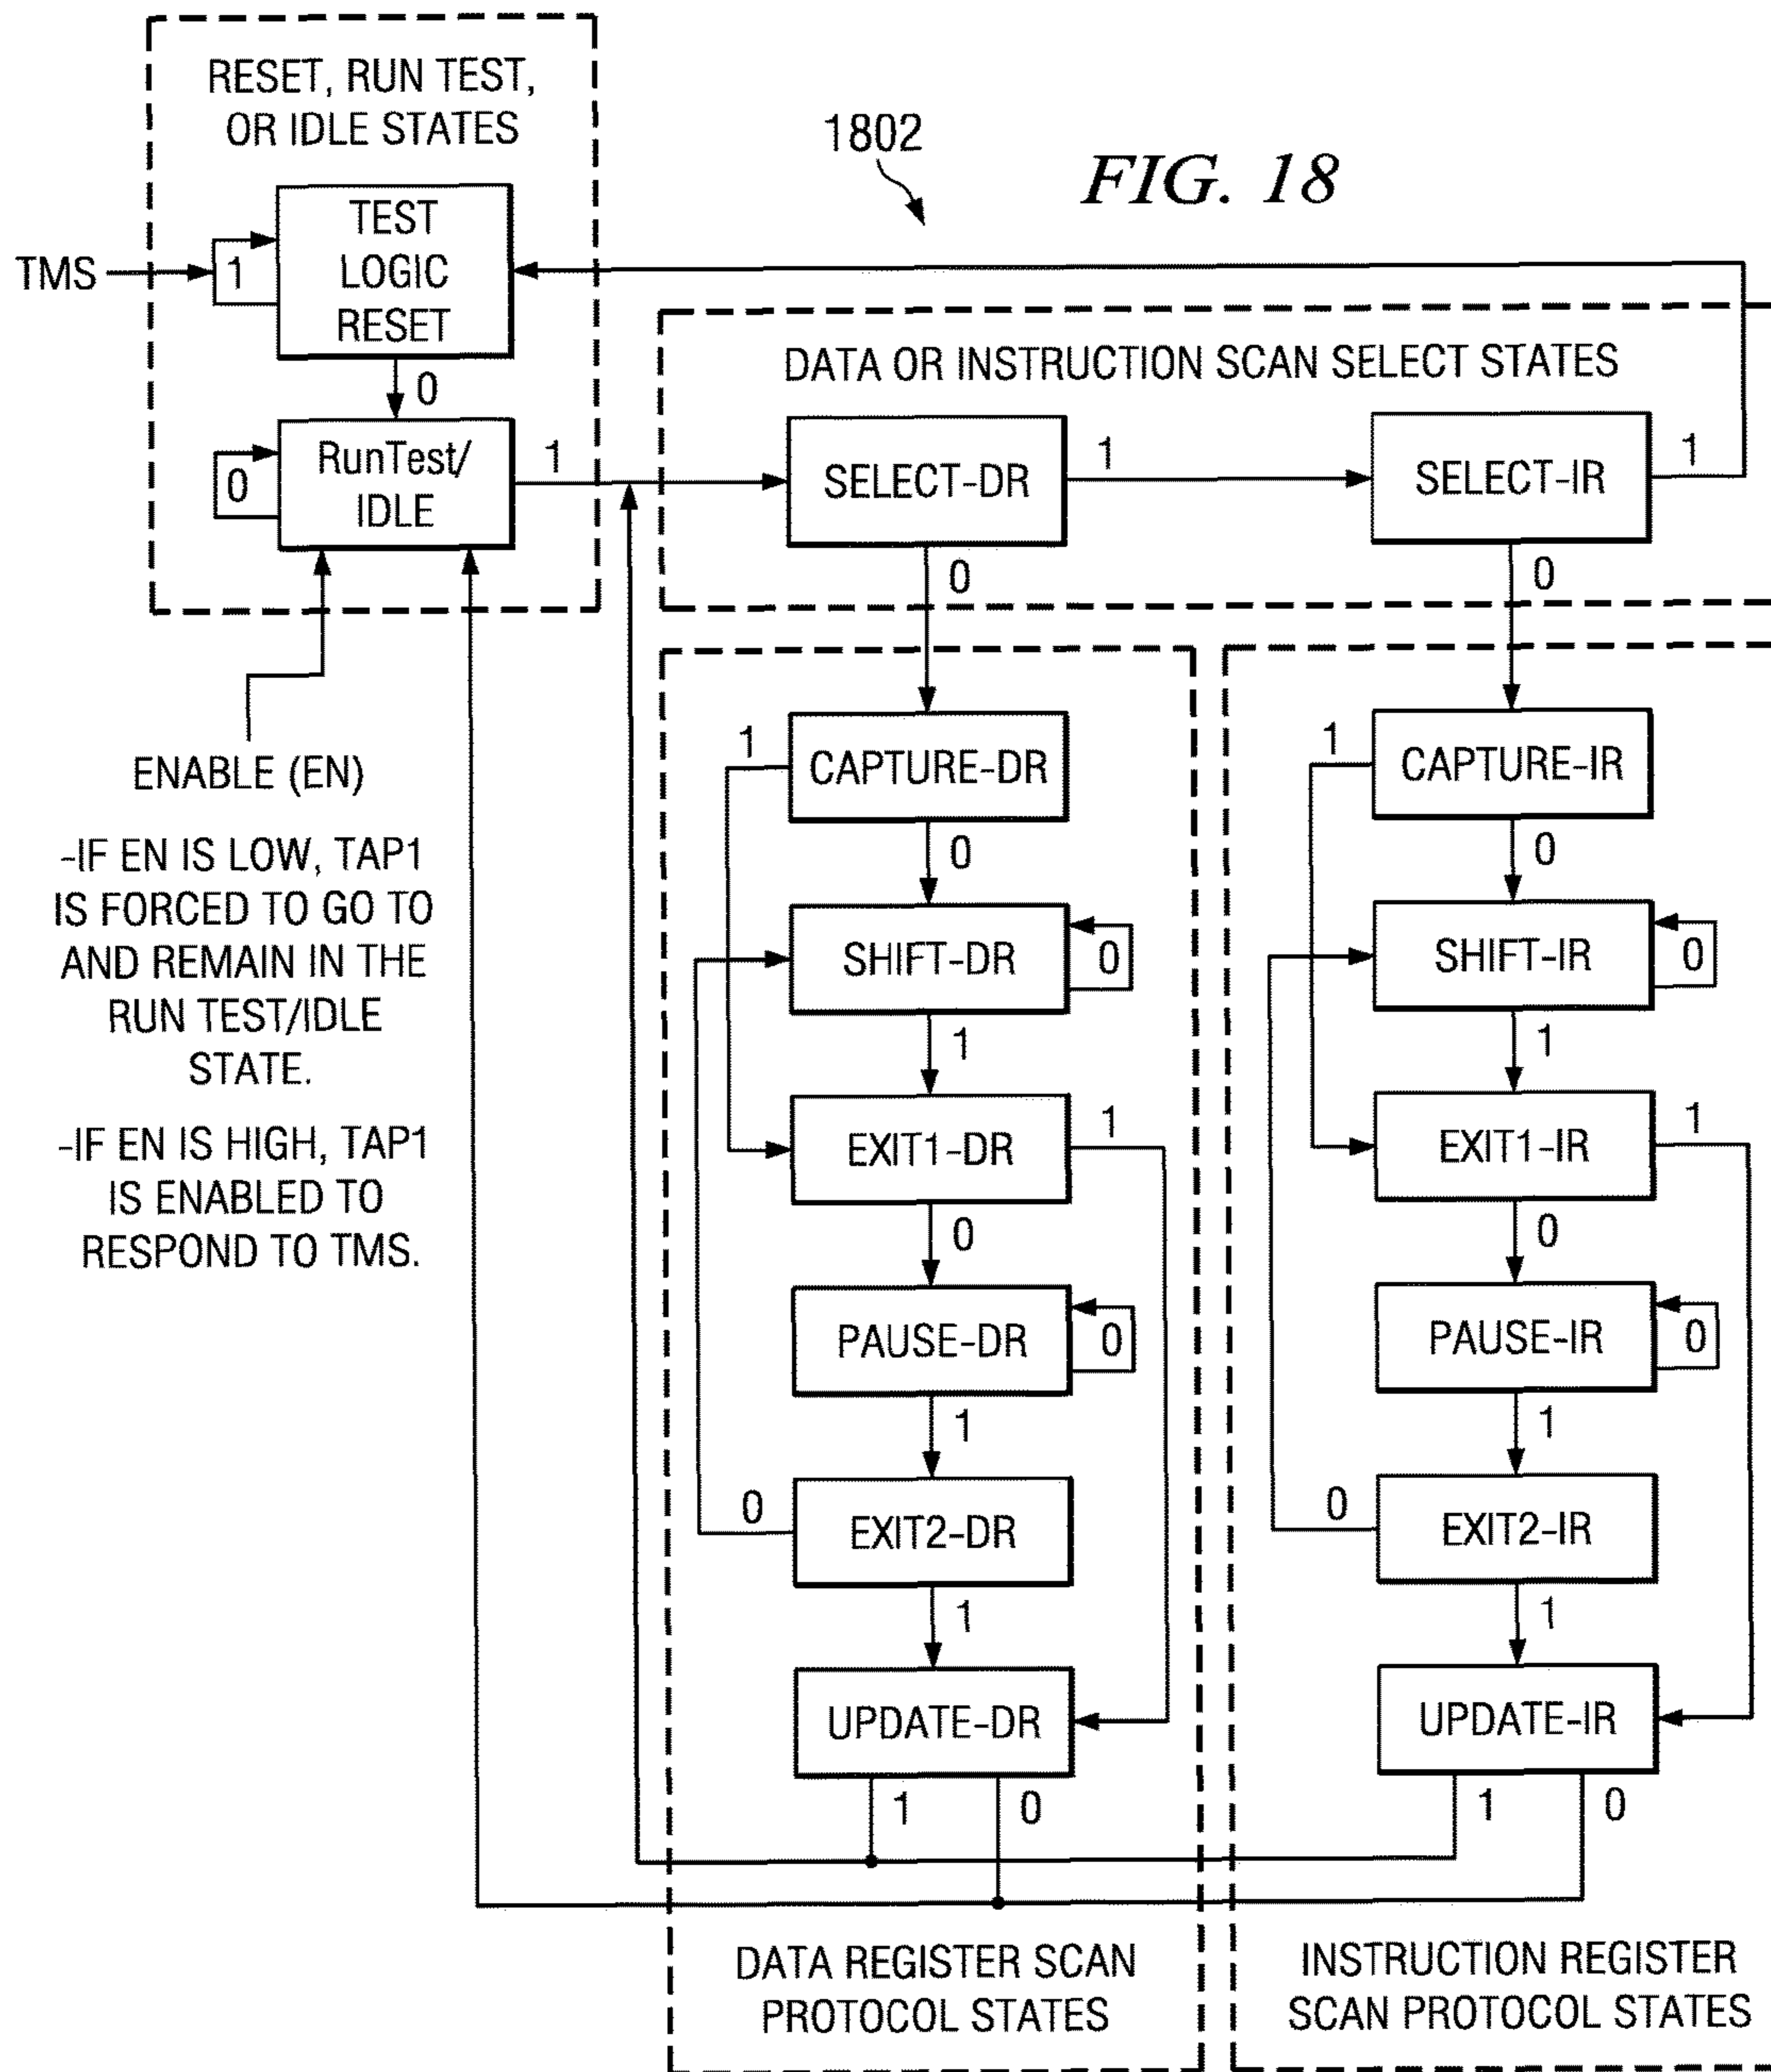 RESET, RUN TEST,
OR IDLE STATES
1802
FIG. 18
TMS
1
TEST
LOGIC
RESET
0
DATA OR INSTRUCTION SCAN SELECT STATES
0
RunTest/
IDLE
1
SELECT-DR
1
SELECT-IR
1
0
0
ENABLE (EN)
-IF EN IS LOW, TAP1
IS FORCED TO GO TO
AND REMAIN IN THE
RUN TEST/IDLE
STATE.
-IF EN IS HIGH, TAP1
IS ENABLED TO
RESPOND TO TMS.
1
CAPTURE-DR
0
SHIFT-DR
0
1
EXIT1-DR
1
0
PAUSE-DR
0
1
0
EXIT2-DR
1
UPDATE-DR
1
0
DATA REGISTER SCAN
PROTOCOL STATES
1
CAPTURE-IR
0
SHIFT-IR
0
1
EXIT1-IR
1
0
PAUSE-IR
0
1
0
EXIT2-IR
1
UPDATE-IR
1
0
INSTRUCTION REGISTER
SCAN PROTOCOL STATES